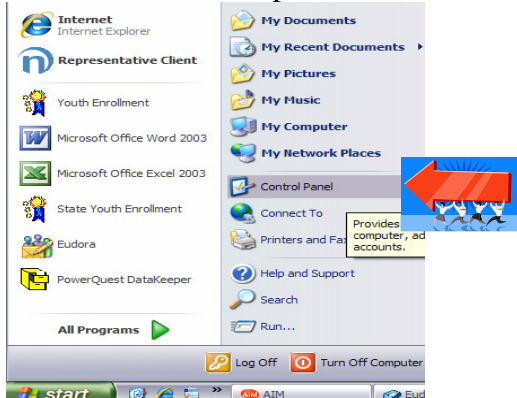 Internet
Internet Explorer
Representative Client
Youth Enrollment
Microsoft Office Word 2003
Microsoft Office Excel 2003
State Youth Enrollment
Eudora
PowerQuest DataKeeper
All Programs
My Documents
My Recent Documents
My Pictures
My Music
My Computer
My Network Places
Control Panel
Connect To
Printers and Fa
Provides
computer, ad
accounts.
Help and Support
Search
Run...
Log Off
Turn Off Computer
start
»
AIM
Eud